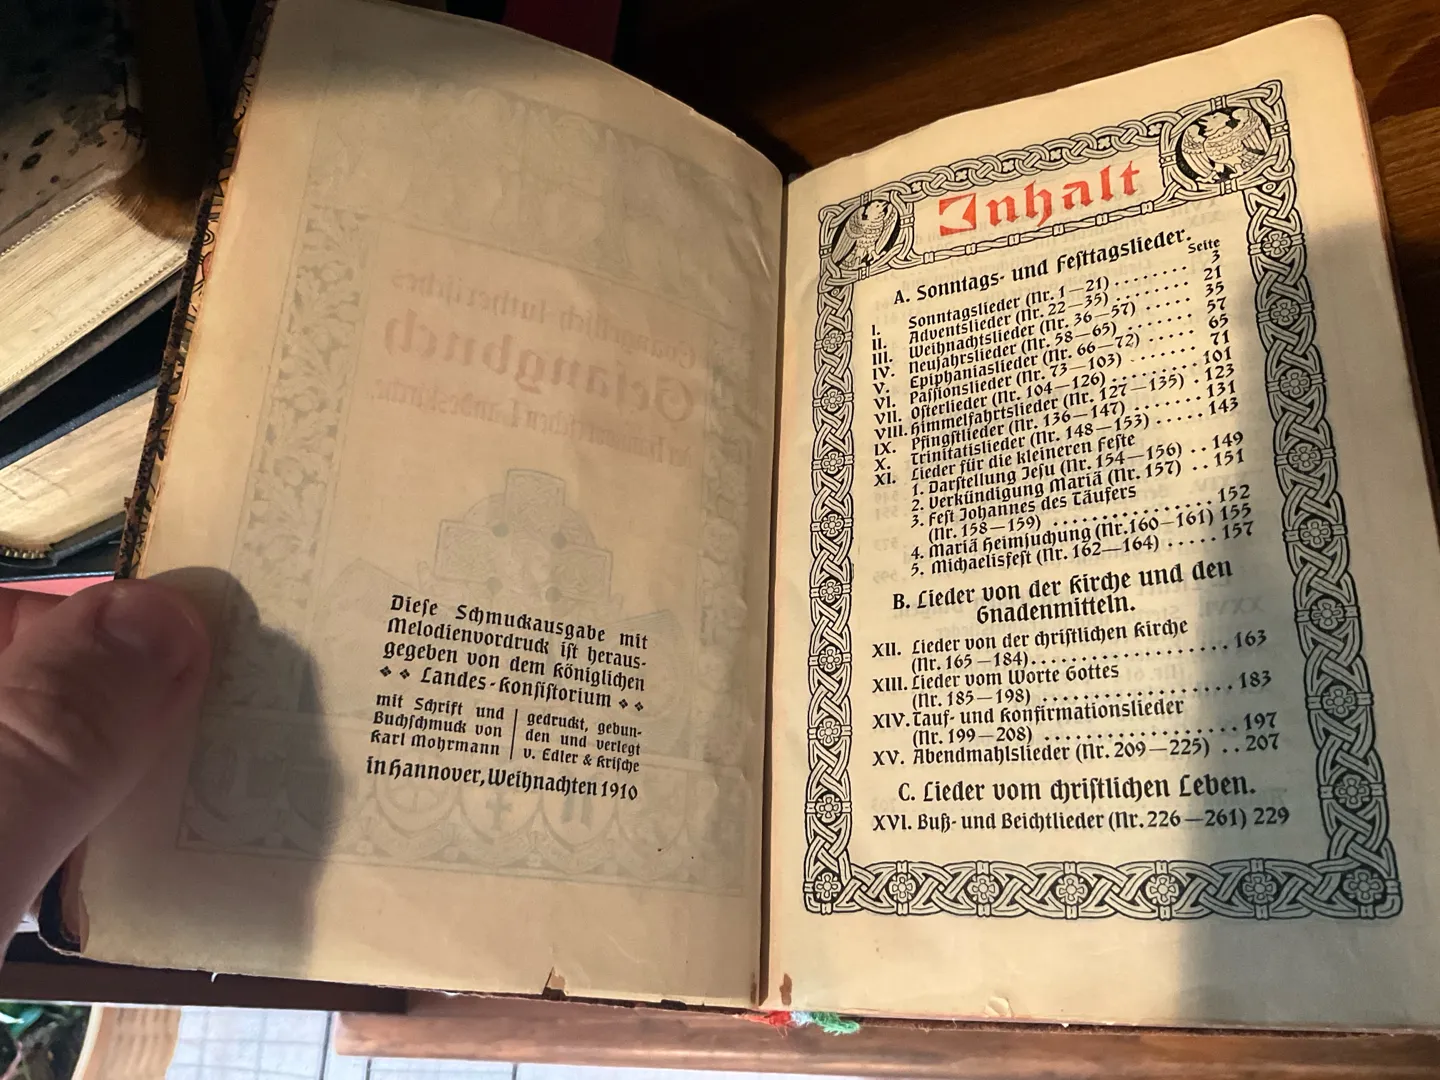 Dieſe Schmuckausgabe mit
Melodienvordruck iſt heraus-
gegeben von dem königlichen
Landes-Konſiſtorium
mit Schrift und
Buchſchmuck von
Karl Mohrmann
gedruckt, gebun-
den und verlegt
v. Edler & Kriſche
in Hannover, Weihnachten 1910
Evangeliſch-lutheriſches
Geſangbuch
der Hannoverſchen Landeskirche.
Inhalt
A. Sonntags- und Feſttagslieder.
Seite
I. Sonntagslieder (Nr. 1—21) ........ 3
II. Adventslieder (Nr. 22—35) ........ 21
III. Weihnachtslieder (Nr. 36—57) ..... 35
IV. Neujahrslieder (Nr. 58—65) ....... 57
V. Epiphaniaslieder (Nr. 66—72) ..... 65
VI. Paſſionslieder (Nr. 73—103) ....... 71
VII. Oſterlieder (Nr. 104—126) ......... 101
VIII. Himmelfahrtslieder (Nr. 127—135) . 123
IX. Pfingſtlieder (Nr. 136—147) ....... 131
X. Trinitatislieder (Nr. 148—153) .... 143
XI. Lieder für die kleineren Feſte
1. Darſtellung Jeſu (Nr. 154—156) .. 149
2. Verkündigung Mariä (Nr. 157) .. 151
3. Feſt Johannes des Täufers
(Nr. 158—159) ................ 152
4. Mariä Heimſuchung (Nr. 160—161) 155
5. Michaelisfeſt (Nr. 162—164) ..... 157
B. Lieder von der Kirche und den
Gnadenmitteln.
XII. Lieder von der chriſtlichen Kirche
(Nr. 165—184).................... 163
XIII. Lieder vom Worte Gottes
(Nr. 185—198) ................... 183
XIV. Tauf- und Konfirmationslieder
(Nr. 199—208) ................... 197
XV. Abendmahlslieder (Nr. 209—225) .. 207
C. Lieder vom chriſtlichen Leben.
XVI. Buß- und Beichtlieder (Nr. 226—261) 229